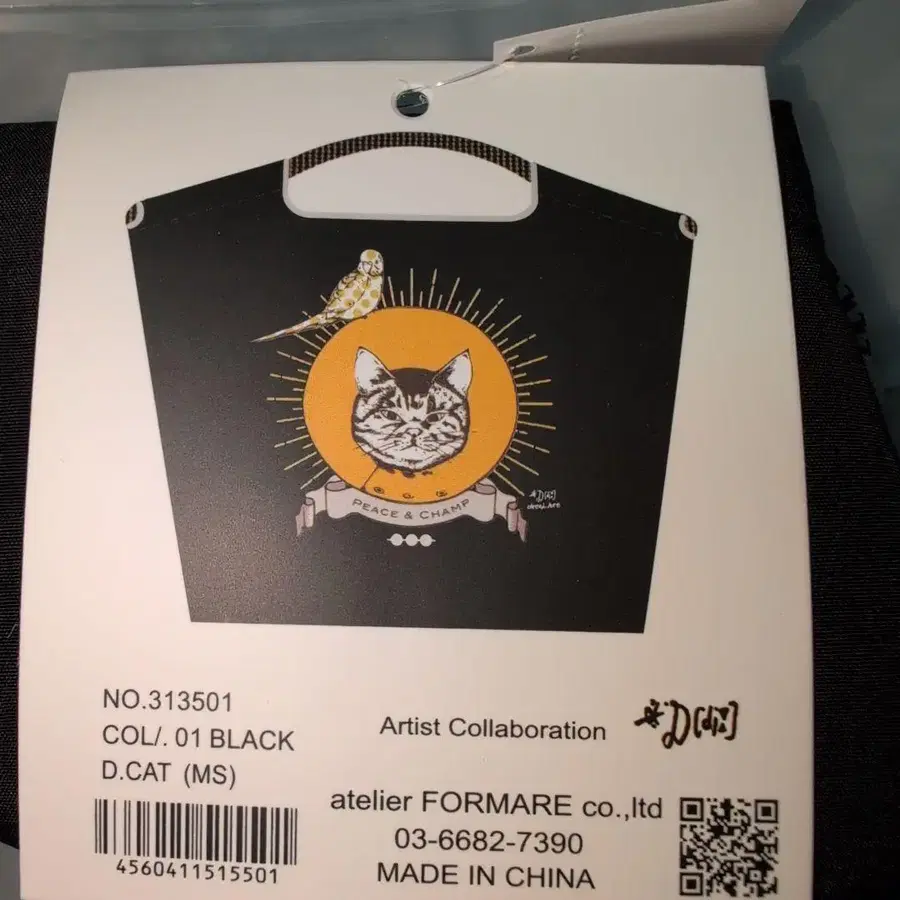 PEACE & CHAMP
NO.313501
COL/. 01 BLACK
D.CAT (MS)
4560411515501
Artist Collaboration
D[di:]
atelier FORMARE co.,ltd
03-6682-7390
MADE IN CHINA